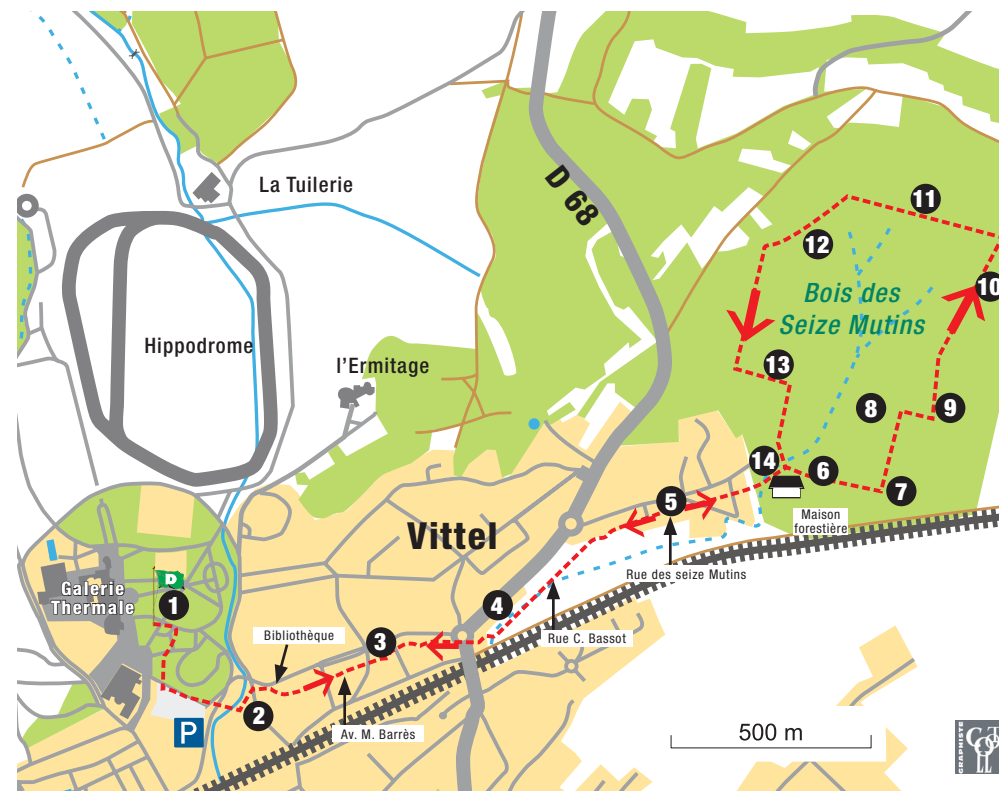 La Tuilerie
D 68
11
12
10
Bois des
Seize Mutins
Hippodrome
l'Ermitage
13
8
9
14
6
7
5
Maison
forestière
Vittel
Rue des seize Mutins
Galerie
Thermale
D
1
4
Bibliothèque
3
Rue C. Bassot
2
P
Av. M. Barrès
500 m
GRAPHISTE